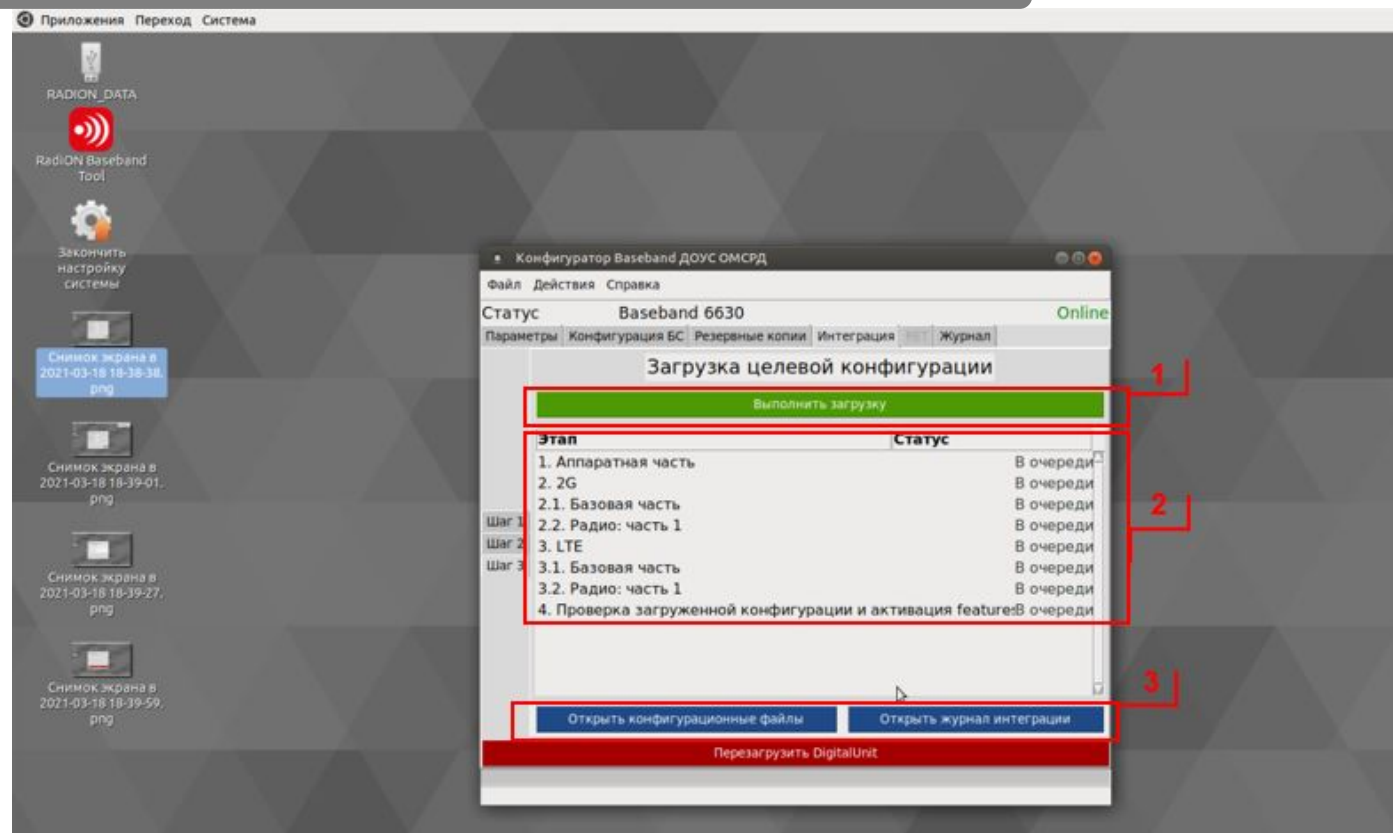 Приложения Переход Система
RADION_DATA
RadiON Baseband
Tool
Закончить
настройку
системы
Снимок экрана в
2021-03-18 18-38-38.
png
Снимок экрана в
2021-03-18 18-39-01.
png
Снимок экрана в
2021-03-18 18-39-27.
png
Снимок экрана в
2021-03-18 18-39-59.
png
Конфигуратор Baseband ДОУС ОМСРД
Файл Действия Справка
Статус Baseband 6630 Online
Параметры Конфигурация БС Резервные копии Интеграция Журнал
Загрузка целевой конфигурации
1
Выполнить загрузку
Этап Статус
1. Аппаратная часть В очереди
2. 2G В очереди
2.1. Базовая часть В очереди
2
Шаг 1
2.2. Радио: часть 1 В очереди
Шаг 2
3. LTE В очереди
Шаг 3
3.1. Базовая часть В очереди
3.2. Радио: часть 1 В очереди
4. Проверка загруженной конфигурации и активация features В очереди
3
Открыть конфигурационные файлы Открыть журнал интеграции
Перезагрузить DigitalUnit